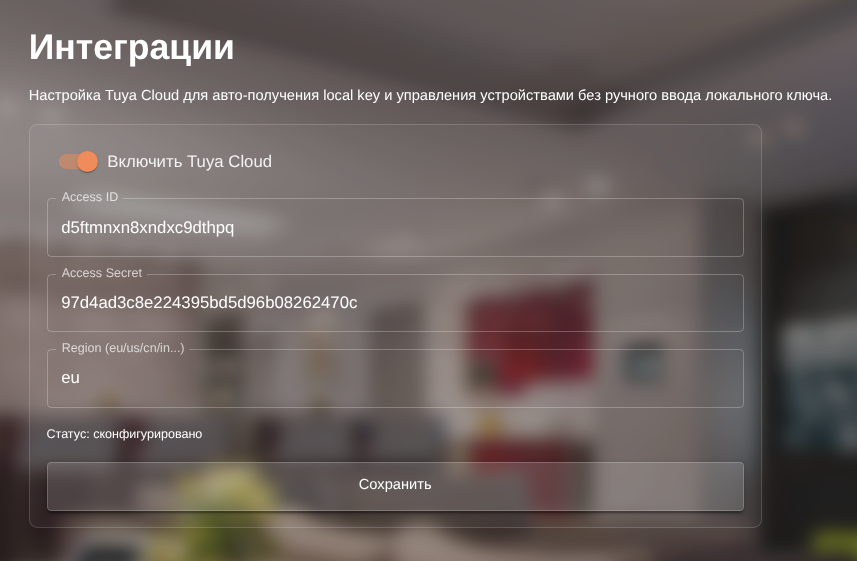 Интеграции
Настройка Tuya Cloud для авто-получения local key и управления устройствами без ручного ввода локального ключа.
Включить Tuya Cloud
Access ID
d5ftmnxn8xndxc9dthpq
Access Secret
97d4ad3c8e224395bd5d96b08262470c
Region (eu/us/cn/in...)
eu
Статус: сконфигурировано
Сохранить